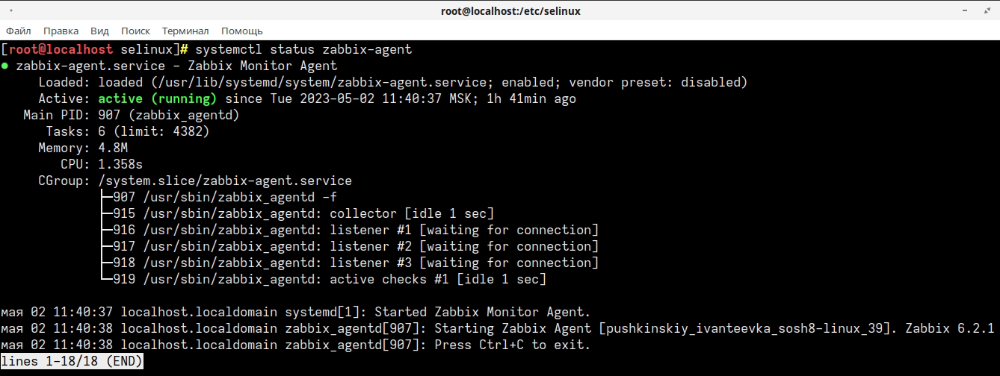 root@localhost:/etc/selinux
Файл Правка Вид Поиск Терминал Помощь
[root@localhost selinux]# systemctl status zabbix-agent
● zabbix-agent.service - Zabbix Monitor Agent
Loaded: loaded (/usr/lib/systemd/system/zabbix-agent.service; enabled; vendor preset: disabled)
Active: active (running) since Tue 2023-05-02 11:40:37 MSK; 1h 41min ago
Main PID: 907 (zabbix_agentd)
Tasks: 6 (limit: 4382)
Memory: 4.8M
CPU: 1.358s
CGroup: /system.slice/zabbix-agent.service
├─907 /usr/sbin/zabbix_agentd -f
├─915 /usr/sbin/zabbix_agentd: collector [idle 1 sec]
├─916 /usr/sbin/zabbix_agentd: listener #1 [waiting for connection]
├─917 /usr/sbin/zabbix_agentd: listener #2 [waiting for connection]
├─918 /usr/sbin/zabbix_agentd: listener #3 [waiting for connection]
└─919 /usr/sbin/zabbix_agentd: active checks #1 [idle 1 sec]
мая 02 11:40:37 localhost.localdomain systemd[1]: Started Zabbix Monitor Agent.
мая 02 11:40:38 localhost.localdomain zabbix_agentd[907]: Starting Zabbix Agent [pushkinskiy_ivanteevka_sosh8-linux_39]. Zabbix 6.2.1
мая 02 11:40:38 localhost.localdomain zabbix_agentd[907]: Press Ctrl+C to exit.
lines 1-18/18 (END)